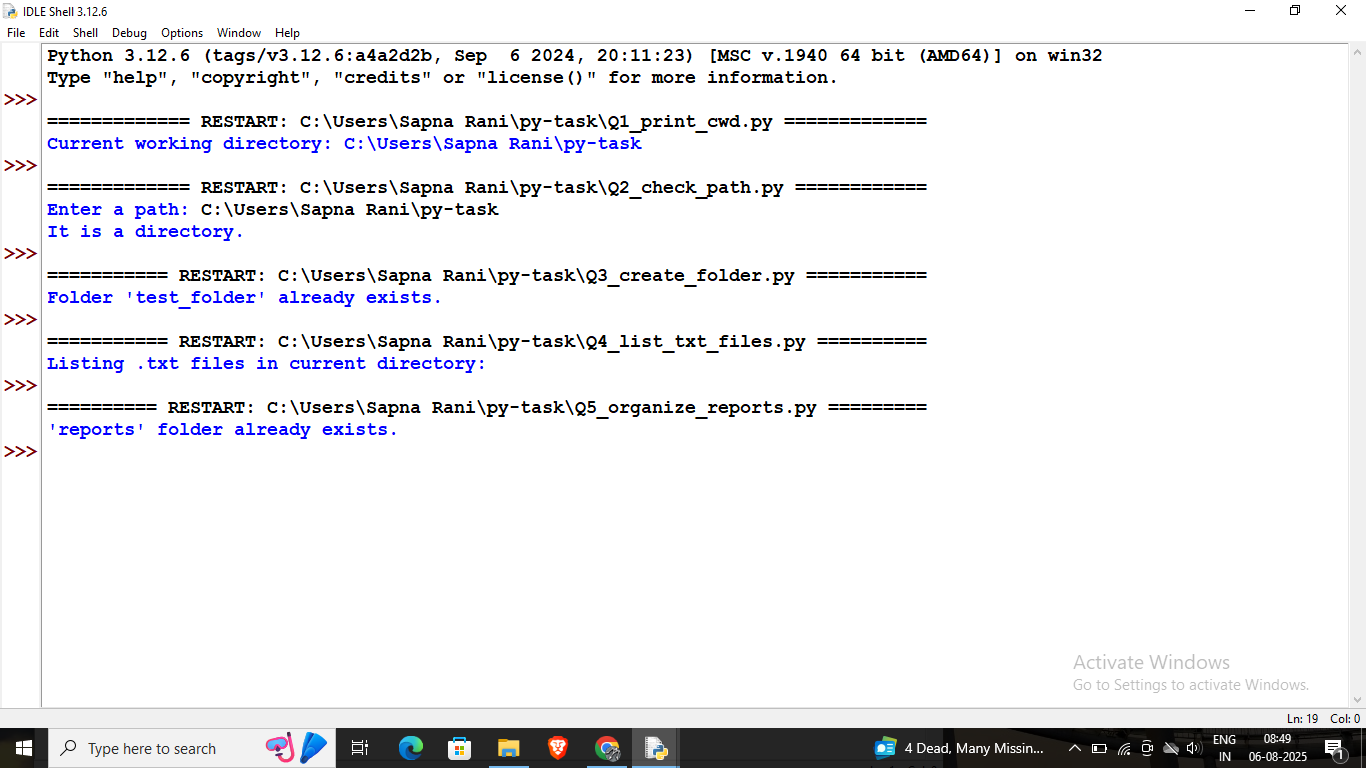 IDLE Shell 3.12.6
File Edit Shell Debug Options Window Help
Python 3.12.6 (tags/v3.12.6:a4a2d2b, Sep  6 2024, 20:11:23) [MSC v.1940 64 bit (AMD64)] on win32
Type "help", "copyright", "credits" or "license()" for more information.
>>>
============= RESTART: C:\Users\Sapna Rani\py-task\Q1_print_cwd.py =============
Current working directory: C:\Users\Sapna Rani\py-task
>>>
============= RESTART: C:\Users\Sapna Rani\py-task\Q2_check_path.py ============
Enter a path: C:\Users\Sapna Rani\py-task
It is a directory.
>>>
=========== RESTART: C:\Users\Sapna Rani\py-task\Q3_create_folder.py ===========
Folder 'test_folder' already exists.
>>>
=========== RESTART: C:\Users\Sapna Rani\py-task\Q4_list_txt_files.py ==========
Listing .txt files in current directory:
>>>
========== RESTART: C:\Users\Sapna Rani\py-task\Q5_organize_reports.py =========
'reports' folder already exists.
>>>
Activate Windows
Go to Settings to activate Windows.
Ln: 19 Col: 0
Type here to search
4 Dead, Many Missin...
ENG
IN
08:49
06-08-2025
1